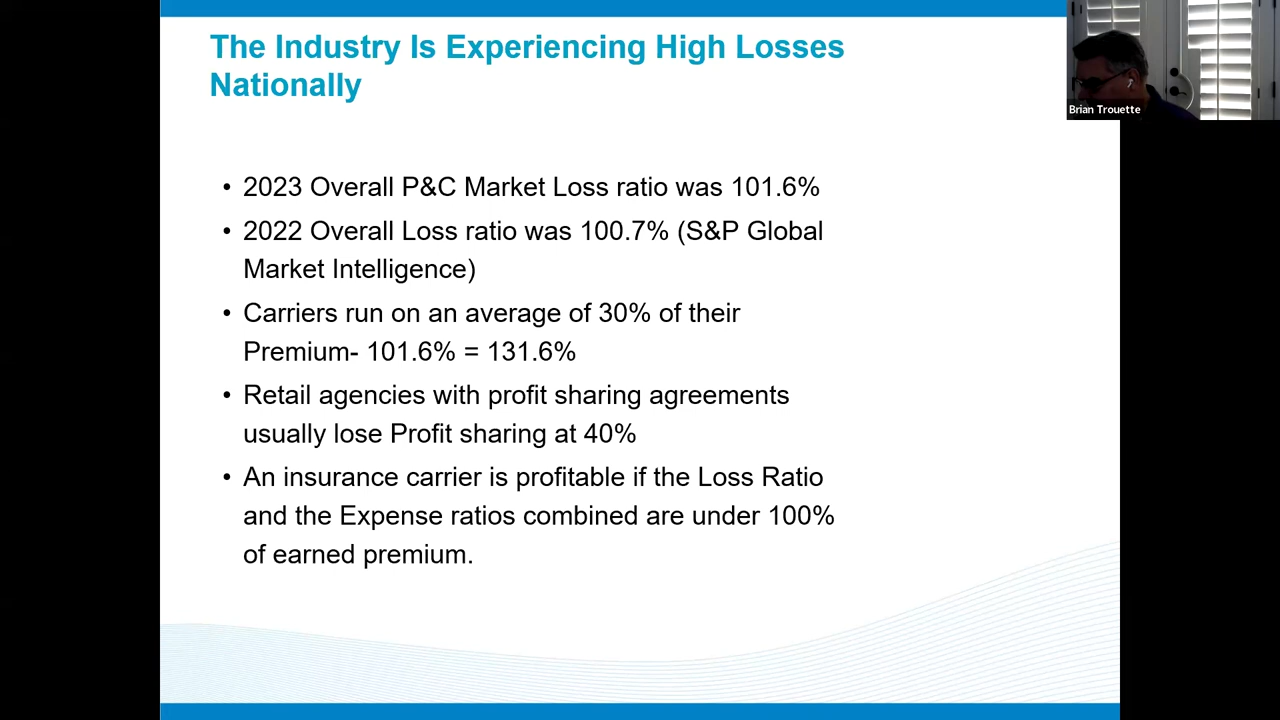 The Industry Is Experiencing High Losses
Nationally
Brian Trouette
• 2023 Overall P&C Market Loss ratio was 101.6%
• 2022 Overall Loss ratio was 100.7% (S&P Global
Market Intelligence)
• Carriers run on an average of 30% of their
Premium- 101.6% = 131.6%
• Retail agencies with profit sharing agreements
usually lose Profit sharing at 40%
• An insurance carrier is profitable if the Loss Ratio
and the Expense ratios combined are under 100%
of earned premium.